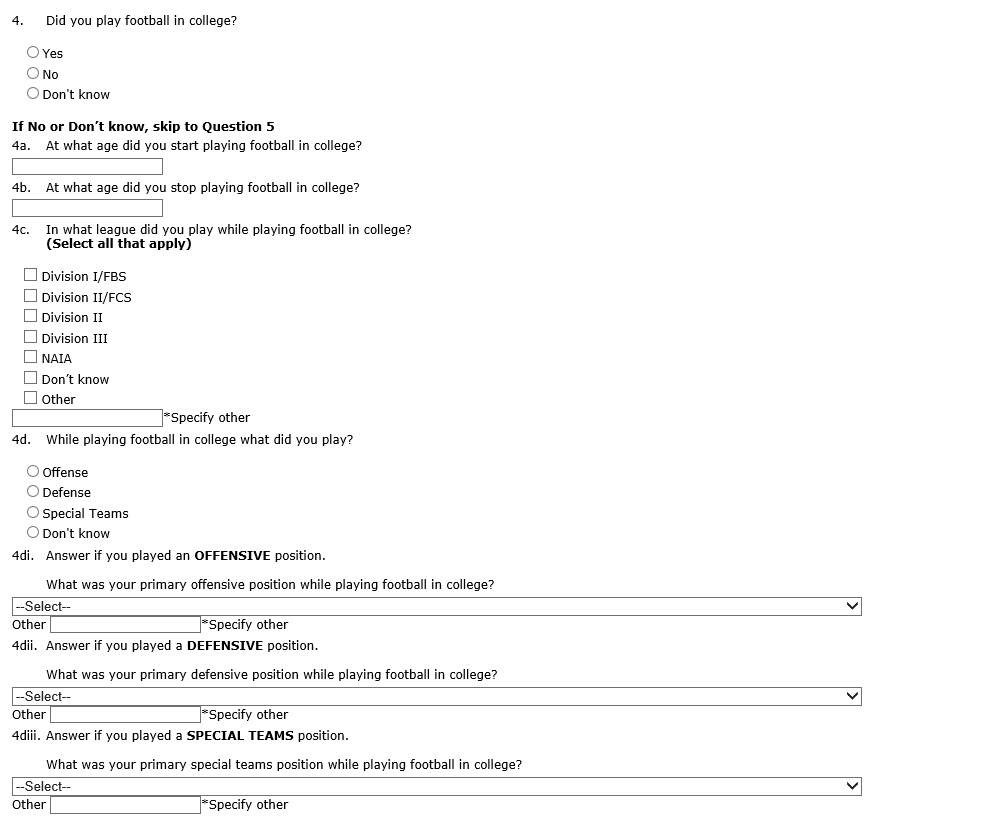 4. Did you play football in college?
Yes
No
Don't know
If No or Don’t know, skip to Question 5
4a. At what age did you start playing football in college?
4b. At what age did you stop playing football in college?
4c. In what league did you play while playing football in college?
(Select all that apply)
Division I/FBS
Division II/FCS
Division II
Division III
NAIA
Don’t know
Other
*Specify other
4d. While playing football in college what did you play?
Offense
Defense
Special Teams
Don't know
4di. Answer if you played an OFFENSIVE position.
What was your primary offensive position while playing football in college?
--Select--
Other *Specify other
4dii. Answer if you played a DEFENSIVE position.
What was your primary defensive position while playing football in college?
--Select--
Other *Specify other
4diii. Answer if you played a SPECIAL TEAMS position.
What was your primary special teams position while playing football in college?
--Select--
Other *Specify other